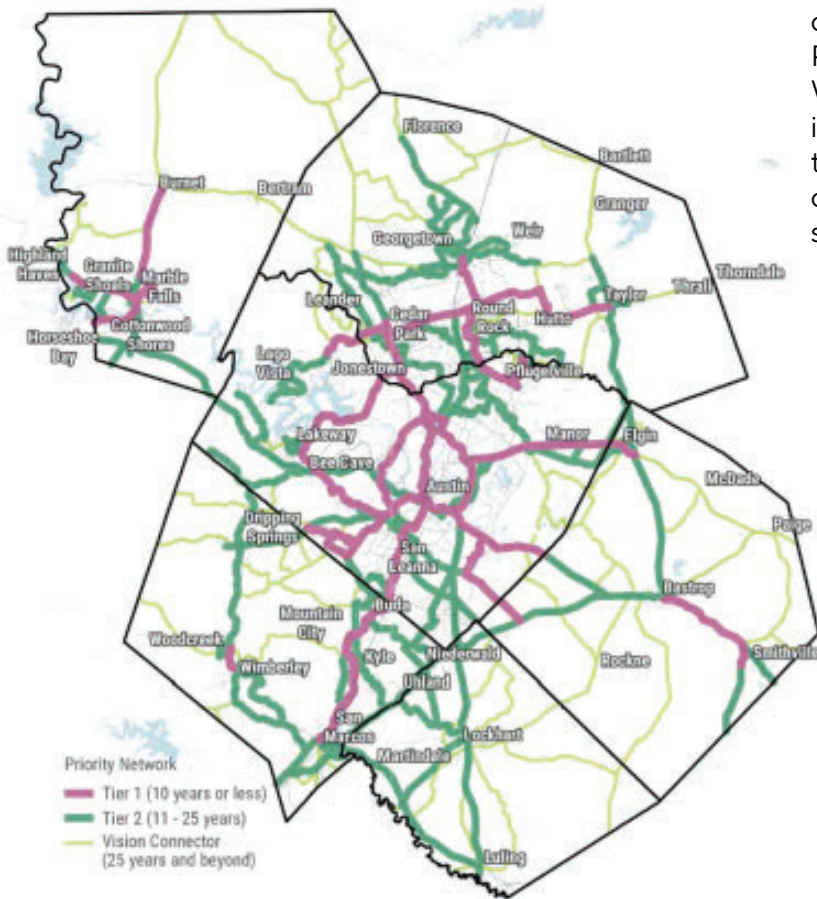 Florence
Bartlett
Burnet
Bertram
Granger
Georgetown
Weir
Highland
Haven
Granite
Shoals
Marble
Falls
Leander
Cedar
Park
Round
Rock
Hutto
Taylor
Thrall
Thorndale
Horseshoe
Bay
Cottonwood
Shores
Lago
Vista
Jonestown
Pflugerville
Lakeway
Manor
Elgin
Bee Cave
Austin
McDade
Dripping
Springs
San
Leanna
Paige
Bastrop
Buda
Mountain
City
Woodcreek
Wimberley
Kyle
Niederwald
Uhland
Rockne
Smithville
San
Marcos
Martindale
Lockhart
Luling
Priority Network
Tier 1 (10 years or less)
Tier 2 (11 - 25 years)
Vision Connector
(25 years and beyond)